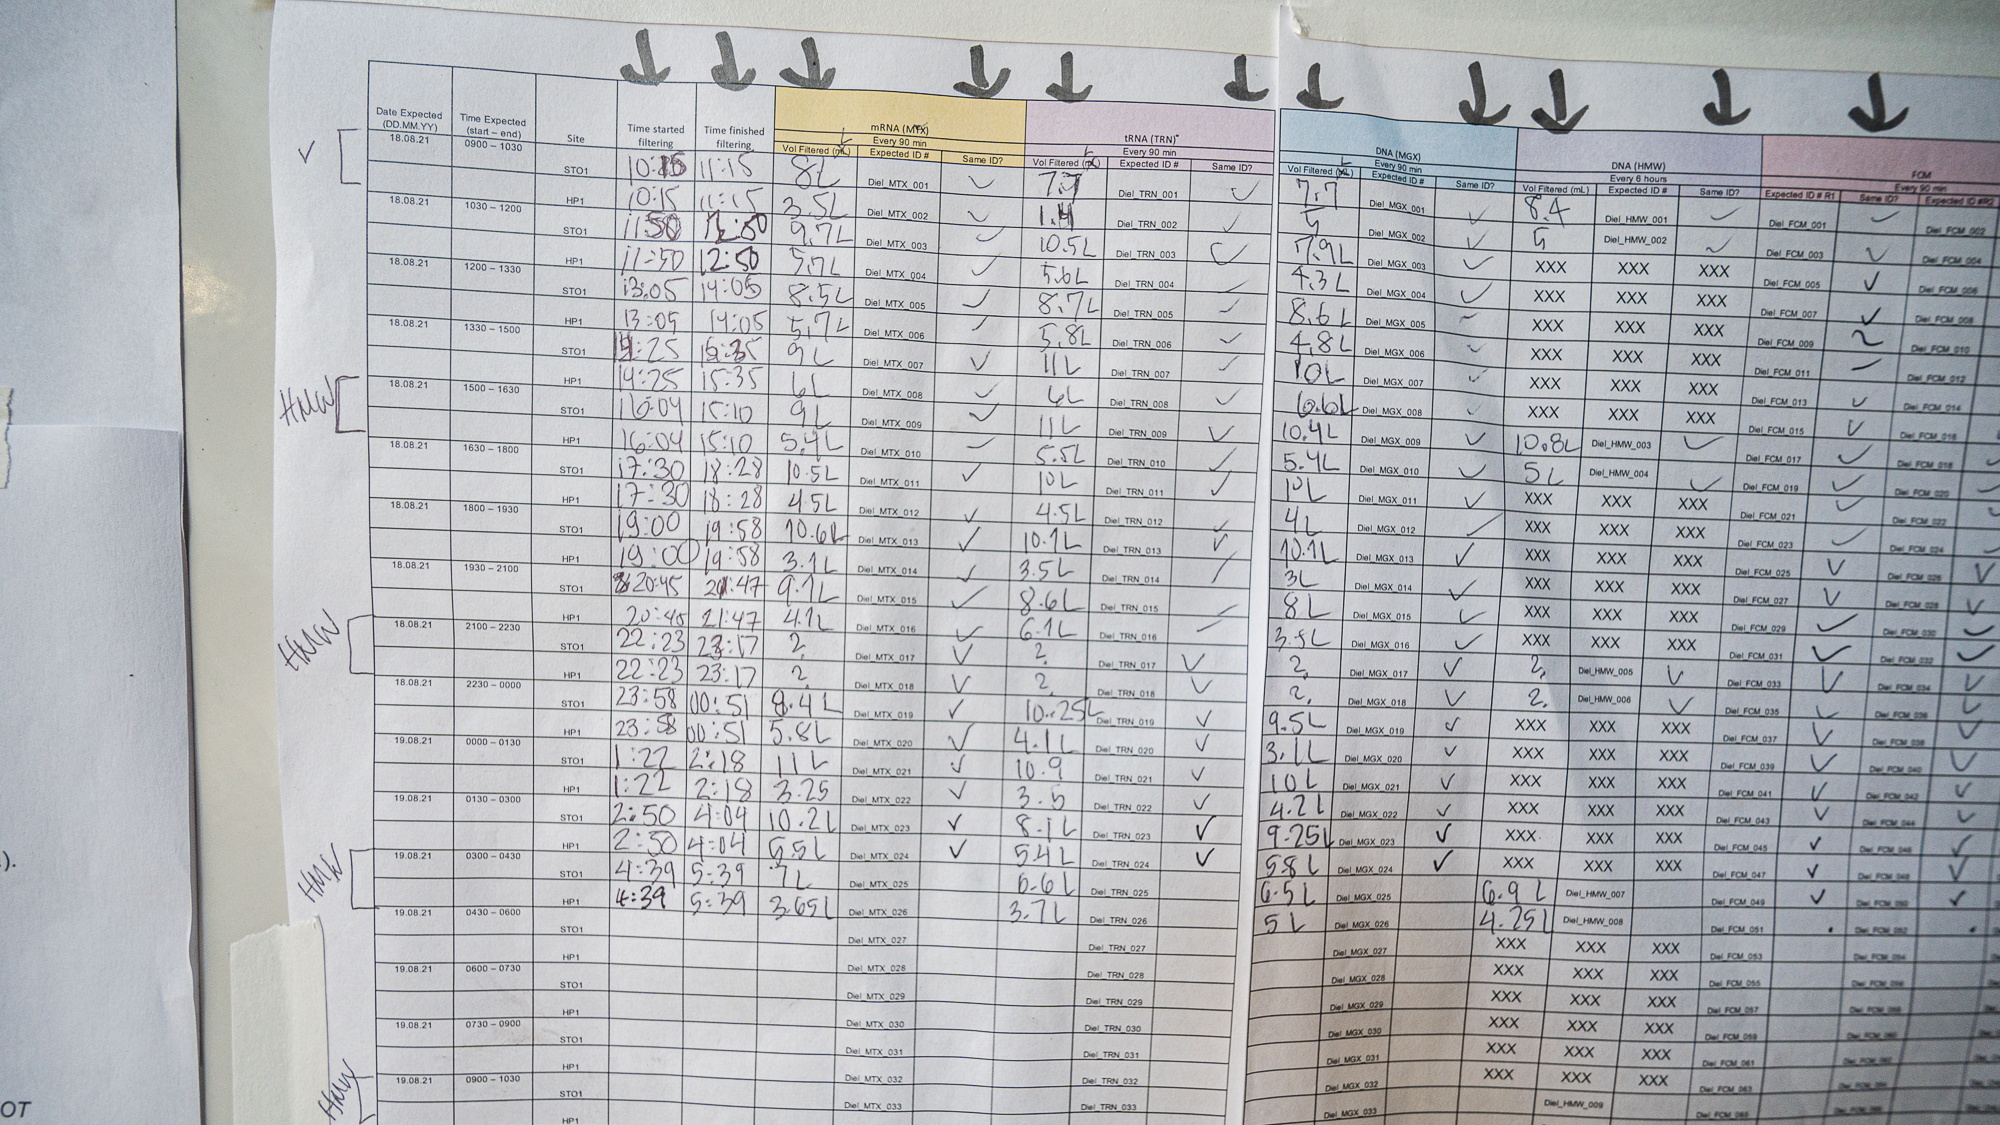 Date Expected (DD.MM.YY) Time Expected (start – end) Site Time started filtering Time finished filtering mRNA (MTX) tRNA (TRN)* DNA (MGX) DNA (HMW) FCM
Every 90 min Every 90 min Every 90 min Every 6 hours Every 90 min
Vol Filtered (L) Expected ID # Same ID? Vol Filtered (L) Expected ID # Same ID? Vol Filtered (L) Expected ID # Same ID? Vol Filtered (mL) Expected ID # Same ID? Expected ID # R1 Same ID? Expected ID #R2
18.08.21 0900 – 1030 STO1 10:15 11:15 8L Diel_MTX_001 7.7 Diel_TRN_001 7.7 Diel_MGX_001 8.4 Diel_HMW_001 Diel_FCM_001 Diel_FCM_002
HP1 10:15 11:15 3.5L Diel_MTX_002 Diel_TRN_002 5 Diel_MGX_002 5 Diel_HMW_002 Diel_FCM_003 Diel_FCM_004
18.08.21 1030 – 1200 STO1 11:50 12:50 9.7L Diel_MTX_003 10.5L Diel_TRN_003 7.9L Diel_MGX_003 XXX XXX XXX Diel_FCM_005 Diel_FCM_006
HP1 11:50 12:50 5.7L Diel_MTX_004 5.6L Diel_TRN_004 4.3L Diel_MGX_004 XXX XXX XXX Diel_FCM_007 Diel_FCM_008
18.08.21 1200 – 1330 STO1 13:05 14:05 8.5L Diel_MTX_005 8.7L Diel_TRN_005 8.6L Diel_MGX_005 XXX XXX XXX Diel_FCM_009 Diel_FCM_010
HP1 13:05 14:05 5.7L Diel_MTX_006 5.8L Diel_TRN_006 4.8L Diel_MGX_006 XXX XXX XXX Diel_FCM_011 Diel_FCM_012
18.08.21 1330 – 1500 STO1 14:25 15:35 9L Diel_MTX_007 11L Diel_TRN_007 10L Diel_MGX_007 XXX XXX XXX Diel_FCM_013 Diel_FCM_014
HP1 14:25 15:35 6L Diel_MTX_008 6L Diel_TRN_008 6.6L Diel_MGX_008 XXX XXX XXX Diel_FCM_015 Diel_FCM_016
HMW 18.08.21 1500 – 1630 STO1 16:04 15:10 9L Diel_MTX_009 11L Diel_TRN_009 10.4L Diel_MGX_009 10.8L Diel_HMW_003 Diel_FCM_017 Diel_FCM_018
HP1 16:04 15:10 5.4L Diel_MTX_010 5.5L Diel_TRN_010 5.4L Diel_MGX_010 5L Diel_HMW_004 Diel_FCM_019 Diel_FCM_020
18.08.21 1630 – 1800 STO1 17:30 18:28 10.5L Diel_MTX_011 10L Diel_TRN_011 10L Diel_MGX_011 XXX XXX XXX Diel_FCM_021 Diel_FCM_022
HP1 17:30 18:28 4.5L Diel_MTX_012 4.5L Diel_TRN_012 4L Diel_MGX_012 XXX XXX XXX Diel_FCM_023 Diel_FCM_024
18.08.21 1800 – 1930 STO1 19:00 19:58 10.6L Diel_MTX_013 10.1L Diel_TRN_013 10.1L Diel_MGX_013 XXX XXX XXX Diel_FCM_025 Diel_FCM_026
HP1 19:00 19:58 3.1L Diel_MTX_014 3.5L Diel_TRN_014 3L Diel_MGX_014 XXX XXX XXX Diel_FCM_027 Diel_FCM_028
18.08.21 1930 – 2100 STO1 20:45 21:47 9.1L Diel_MTX_015 8.6L Diel_TRN_015 8L Diel_MGX_015 XXX XXX XXX Diel_FCM_029 Diel_FCM_030
HP1 20:45 21:47 4.1L Diel_MTX_016 6.1L Diel_TRN_016 3.5L Diel_MGX_016 XXX XXX XXX Diel_FCM_031 Diel_FCM_032
HMW 18.08.21 2100 – 2230 STO1 22:23 23:17 2, Diel_MTX_017 2, Diel_TRN_017 2, Diel_MGX_017 2, Diel_HMW_005 Diel_FCM_033 Diel_FCM_034
HP1 22:23 23:17 2, Diel_MTX_018 2, Diel_TRN_018 2, Diel_MGX_018 2, Diel_HMW_006 Diel_FCM_035 Diel_FCM_036
18.08.21 2230 – 0000 STO1 23:58 00:51 8.4L Diel_MTX_019 10.25L Diel_TRN_019 9.5L Diel_MGX_019 XXX XXX XXX Diel_FCM_037 Diel_FCM_038
HP1 23:58 00:51 5.8L Diel_MTX_020 4.1L Diel_TRN_020 3.1L Diel_MGX_020 XXX XXX XXX Diel_FCM_039 Diel_FCM_040
19.08.21 0000 – 0130 STO1 1:22 2:18 11L Diel_MTX_021 10.9 Diel_TRN_021 10L Diel_MGX_021 XXX XXX XXX Diel_FCM_041 Diel_FCM_042
HP1 1:22 2:18 3.25 Diel_MTX_022 3.5 Diel_TRN_022 4.2L Diel_MGX_022 XXX XXX XXX Diel_FCM_043 Diel_FCM_044
19.08.21 0130 – 0300 STO1 2:50 4:04 10.2L Diel_MTX_023 8.1L Diel_TRN_023 9.25L Diel_MGX_023 XXX XXX XXX Diel_FCM_045 Diel_FCM_046
HP1 2:50 4:04 5.5L Diel_MTX_024 5.4L Diel_TRN_024 5.8L Diel_MGX_024 XXX XXX XXX Diel_FCM_047 Diel_FCM_048
HMW 19.08.21 0300 – 0430 STO1 4:39 5:39 7L Diel_MTX_025 6.6L Diel_TRN_025 6.5L Diel_MGX_025 6.9L Diel_HMW_007 Diel_FCM_049 Diel_FCM_050
HP1 4:39 5:39 3.65L Diel_MTX_026 3.7L Diel_TRN_026 5L Diel_MGX_026 4.25L Diel_HMW_008 Diel_FCM_051 Diel_FCM_052
19.08.21 0430 – 0600 STO1 Diel_MTX_027 Diel_TRN_027 Diel_MGX_027 XXX XXX XXX Diel_FCM_053
HP1 Diel_MTX_028 Diel_TRN_028 Diel_MGX_028 XXX XXX XXX Diel_FCM_055
19.08.21 0600 – 0730 STO1 Diel_MTX_029 Diel_TRN_029 Diel_MGX_029 XXX XXX XXX Diel_FCM_057
HP1 Diel_MTX_030 Diel_TRN_030 Diel_MGX_030 XXX XXX XXX Diel_FCM_059
19.08.21 0730 – 0900 STO1 Diel_MTX_031 Diel_TRN_031 Diel_MGX_031 XXX XXX XXX Diel_FCM_061
HP1 Diel_MTX_032 Diel_TRN_032 Diel_MGX_032 XXX XXX XXX Diel_FCM_063
HMW 19.08.21 0900 – 1030 STO1 Diel_MTX_033 Diel_TRN_033 Diel_MGX_033 Diel_HMW_009 Diel_FCM_065
HP1
).
OT